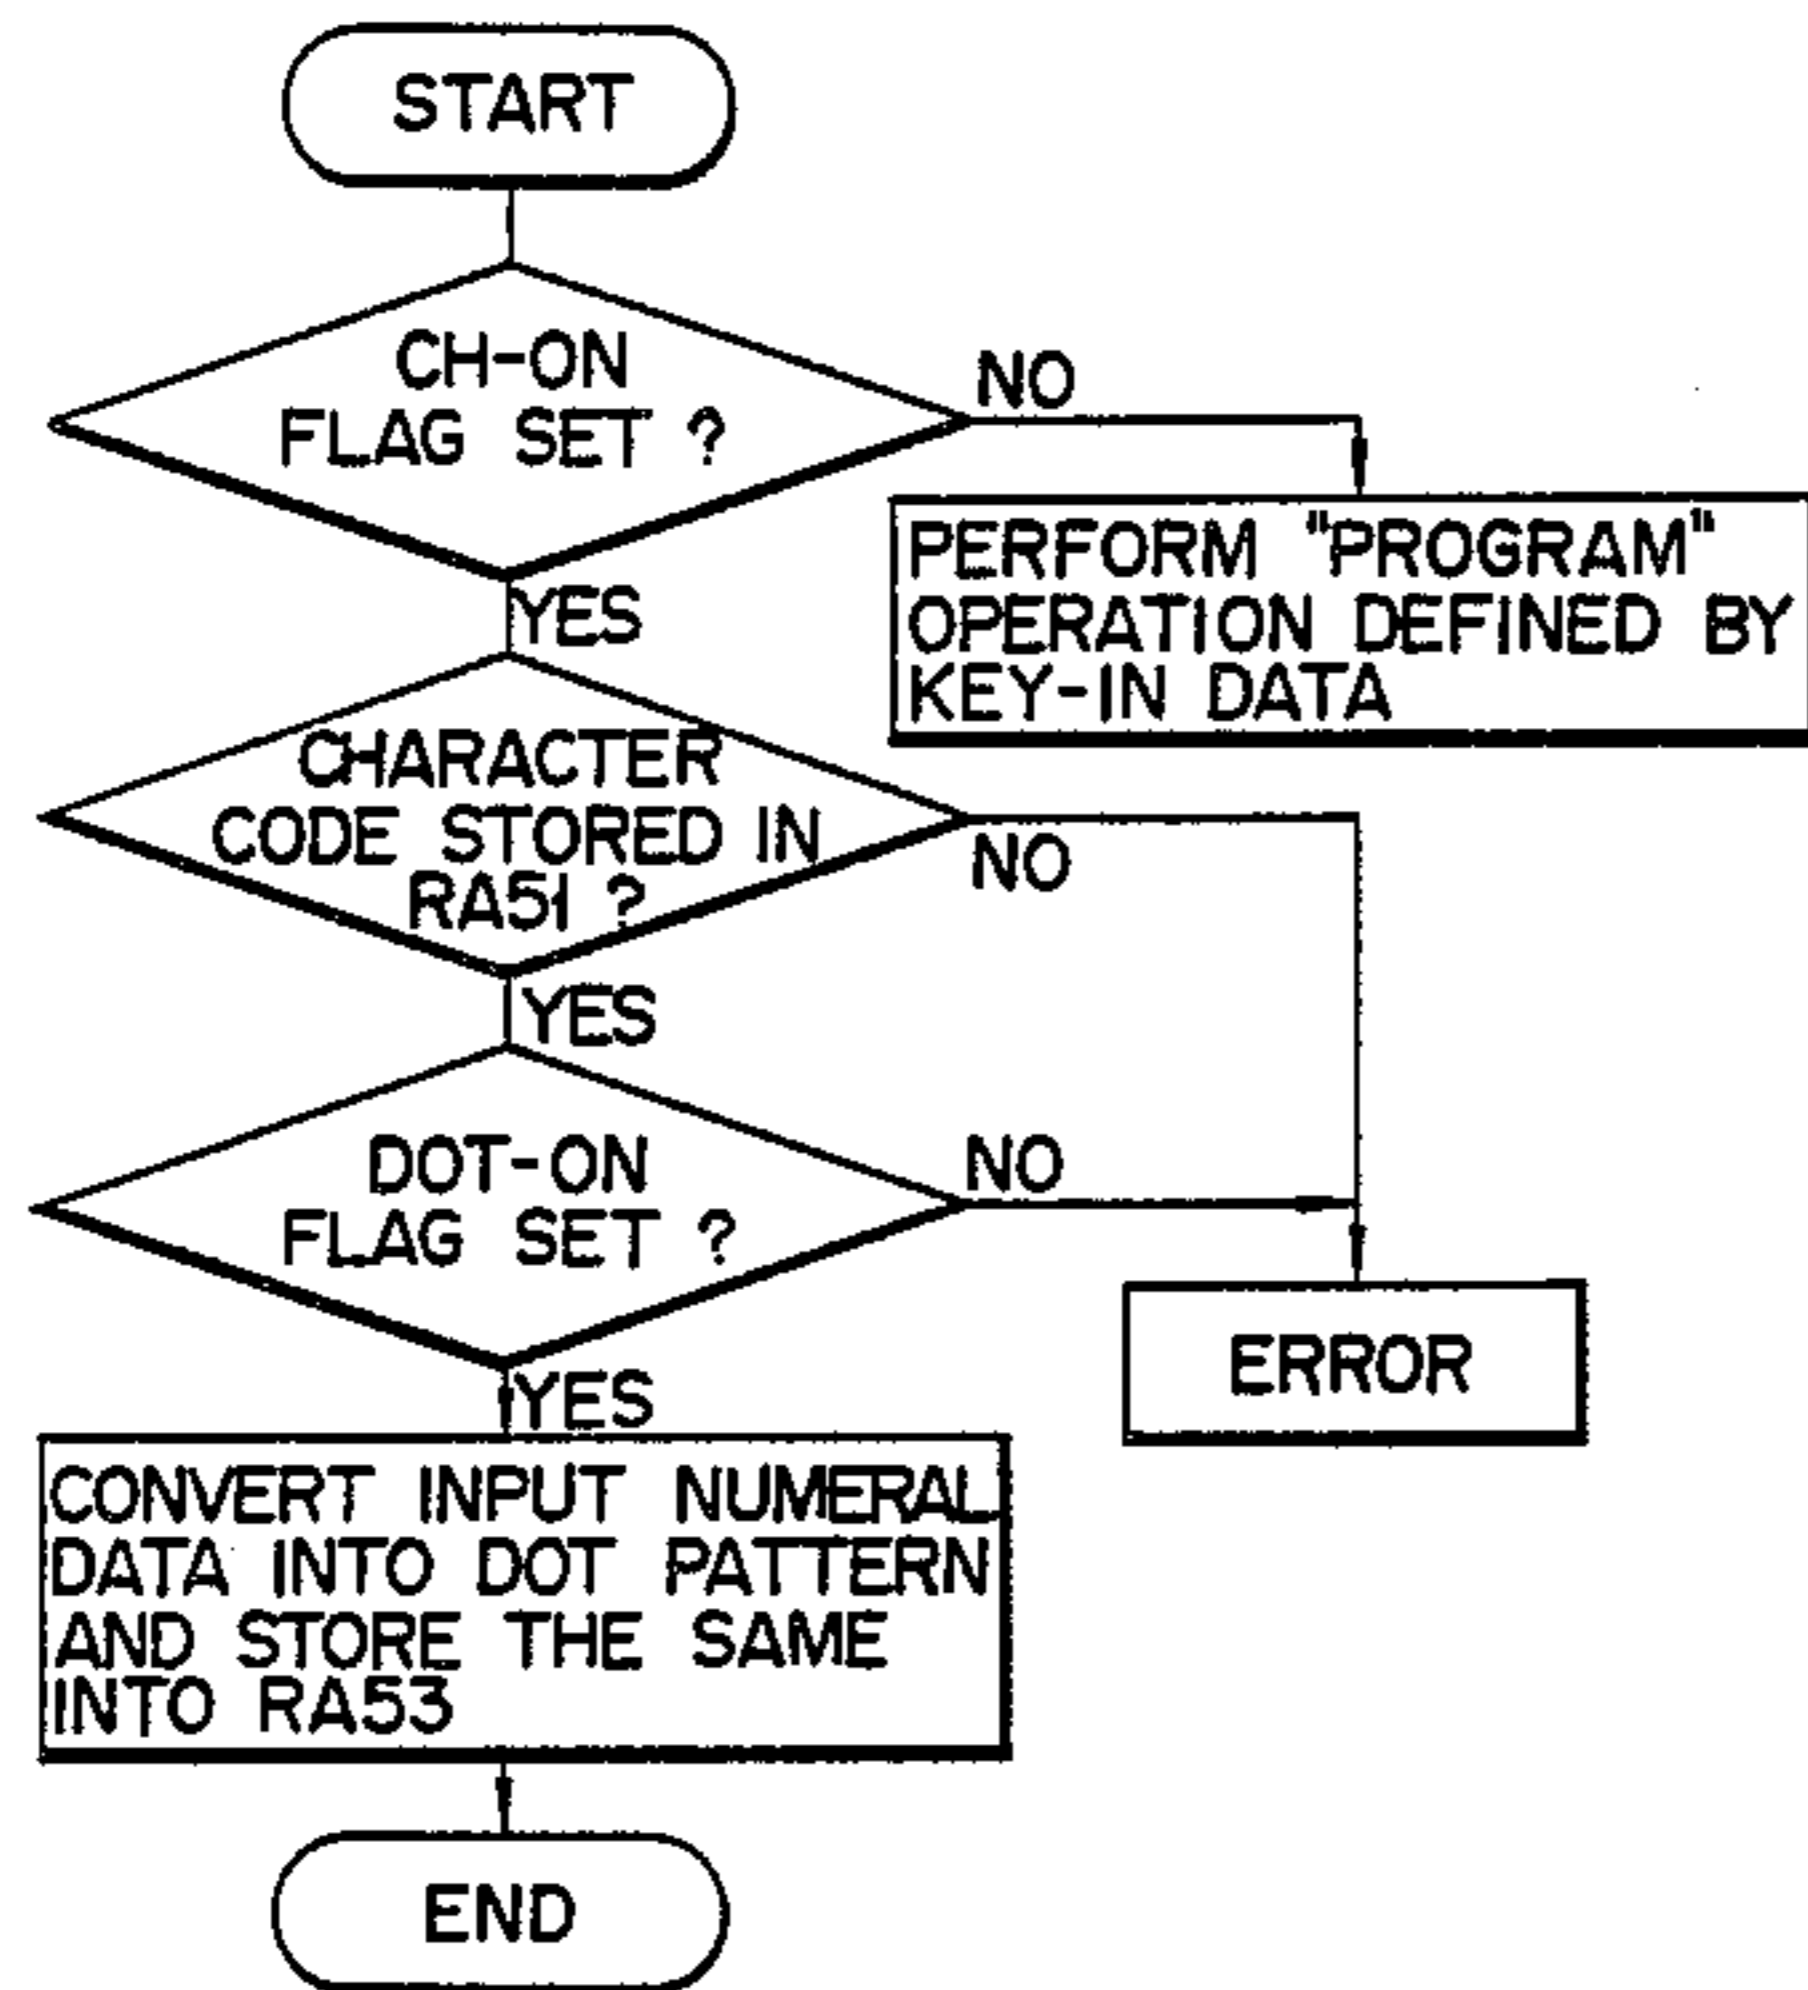 START
CH-ON
FLAG SET ?
NO
PERFORM "PROGRAM"
OPERATION DEFINED BY
KEY-IN DATA
YES
CHARACTER
CODE STORED IN
RA51 ?
NO
YES
DOT-ON
FLAG SET ?
NO
ERROR
YES
CONVERT INPUT NUMERAL
DATA INTO DOT PATTERN
AND STORE THE SAME
INTO RA53
END